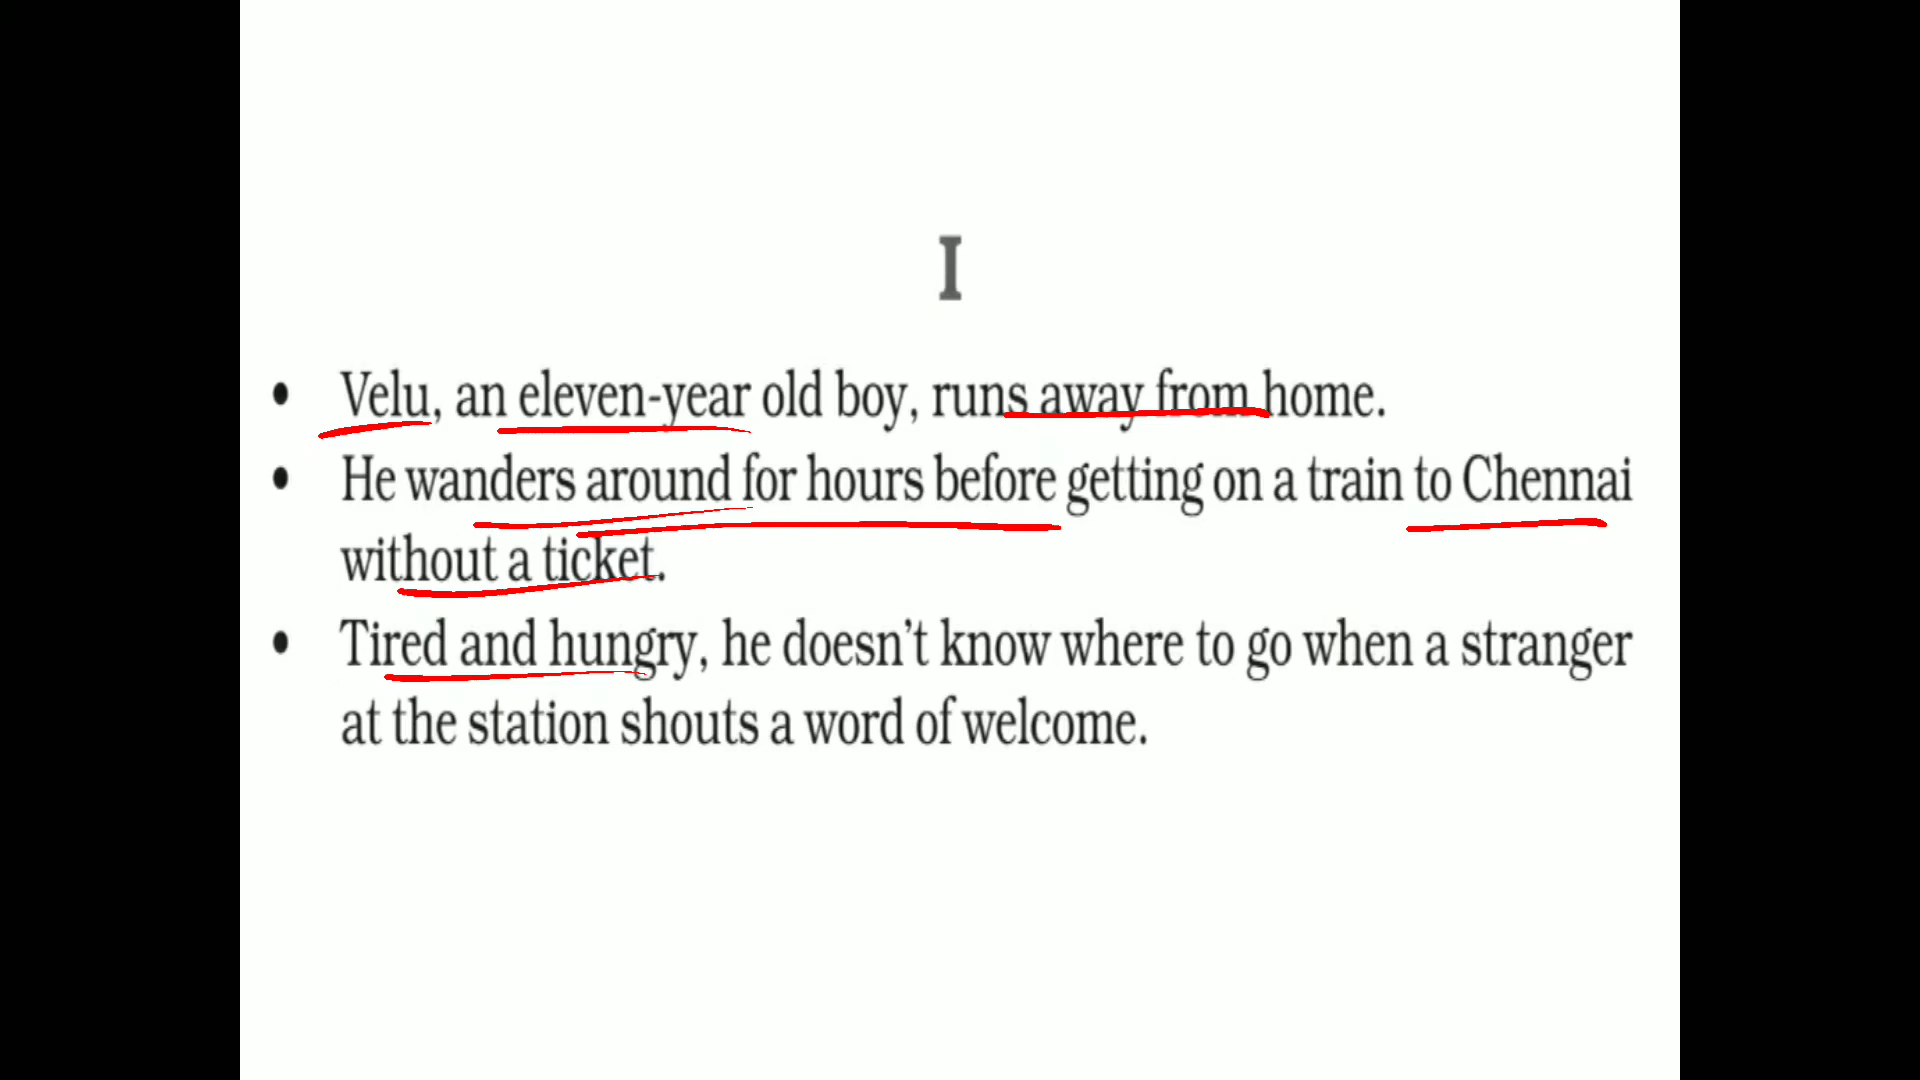 I
• Velu, an eleven-year old boy, runs away from home.
• He wanders around for hours before getting on a train to Chennai
without a ticket.
• Tired and hungry, he doesn’t know where to go when a stranger
at the station shouts a word of welcome.